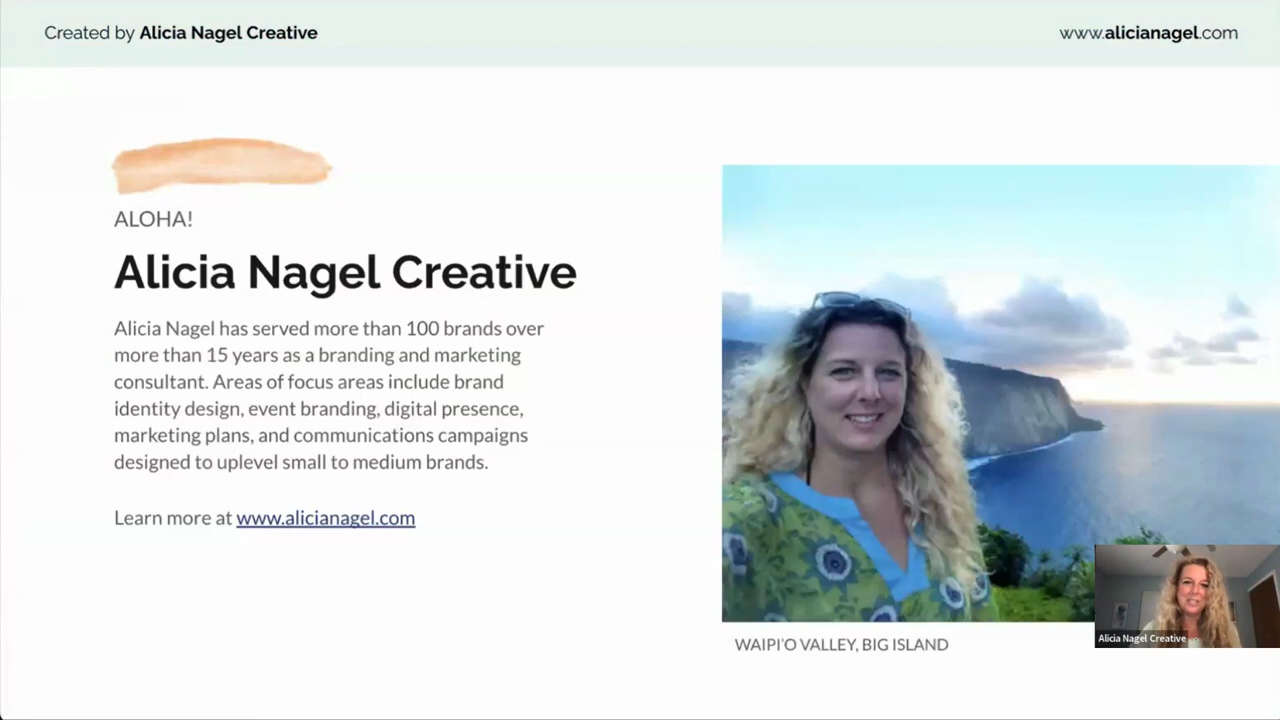 Created by Alicia Nagel Creative
www.alicianagel.com
ALOHA!
Alicia Nagel Creative
Alicia Nagel has served more than 100 brands over
more than 15 years as a branding and marketing
consultant. Areas of focus areas include brand
identity design, event branding, digital presence,
marketing plans, and communications campaigns
designed to uplevel small to medium brands.
Learn more at www.alicianagel.com
WAIPI'O VALLEY, BIG ISLAND
Alicia Nagel Creative